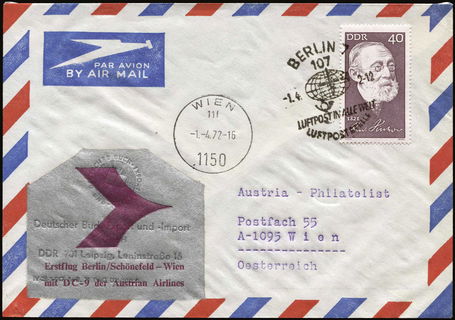 PAR AVION
BY AIR MAIL
DDR 40
BERLIN
107
-1.4.
2-12
LUFTPOST IN ALLE WELT
LUFTPOST
WIEN
11f
-1.-4.72-16
1150
Deutscher Buch- und -Import
DDR 701 Leipzig, Leninstraße 16
Erstflug Berlin/Schönefeld – Wien
mit DC-9 der Austrian Airlines
Austria - Philatelist
Postfach 55
A-1095 Wien
Oesterreich